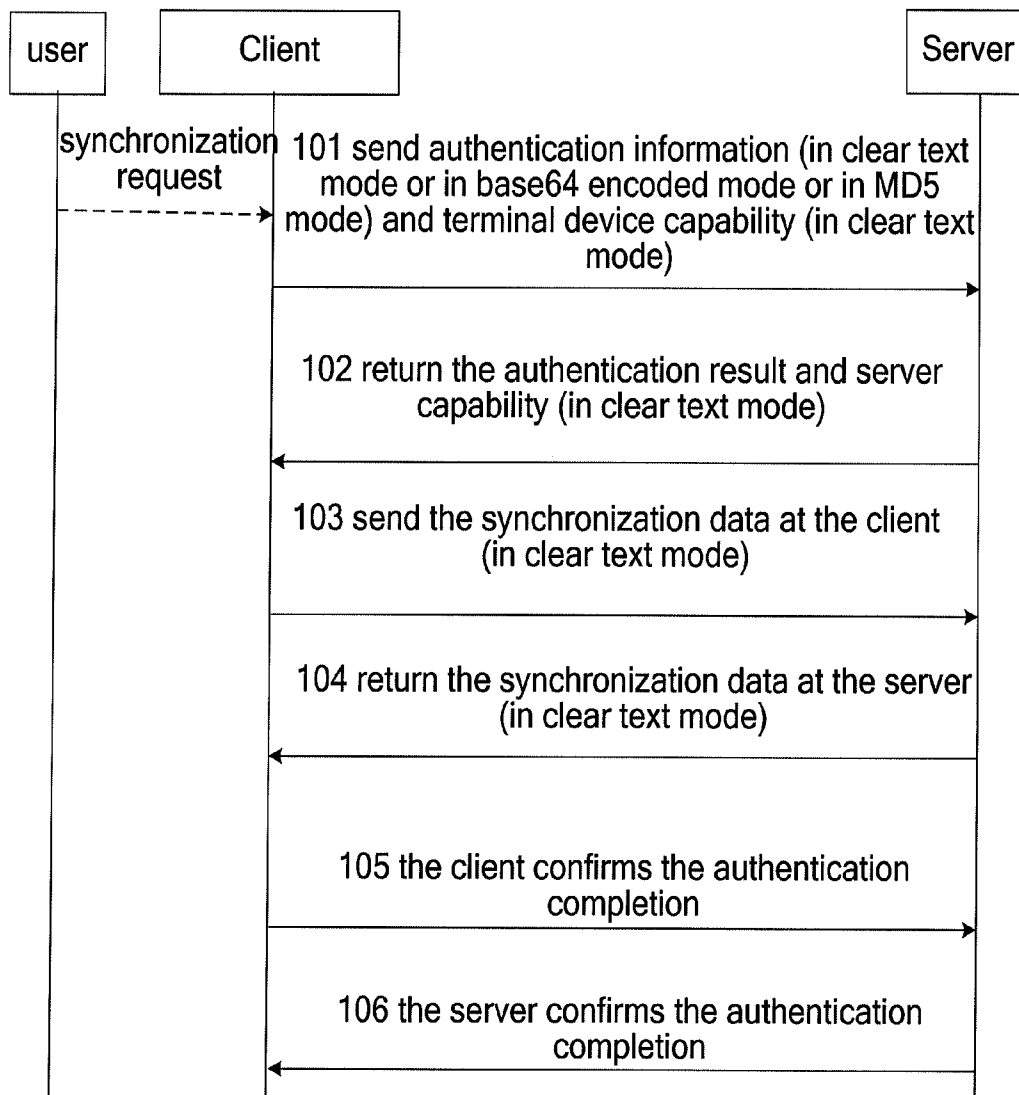 user
Client
Server
synchronization
request
101 send authentication information (in clear text
mode or in base64 encoded mode or in MD5
mode) and terminal device capability (in clear text
mode)
102 return the authentication result and server
capability (in clear text mode)
103 send the synchronization data at the client
(in clear text mode)
104 return the synchronization data at the server
(in clear text mode)
105 the client confirms the authentication
completion
106 the server confirms the authentication
completion